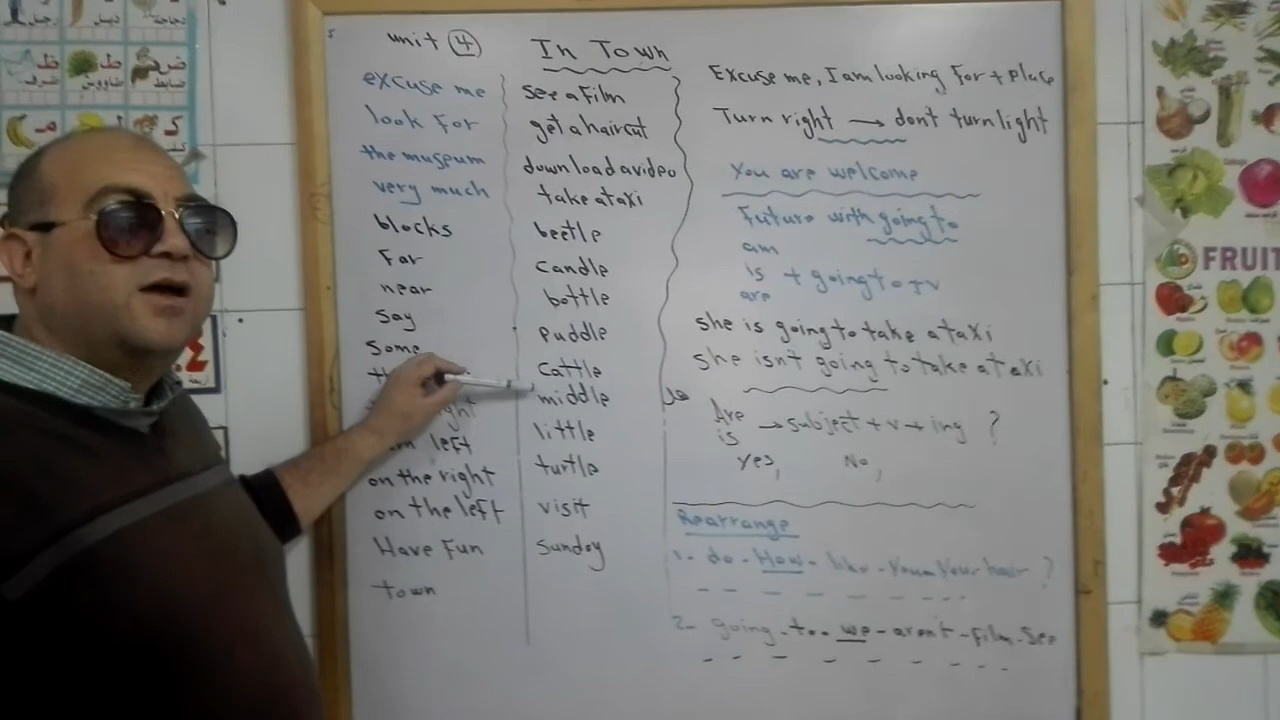 unit 4
In Town
excuse me
look for
the museum
very much
blocks
far
near
say
some
left
on the right
on the left
Have Fun
town
see a film
get a haircut
download a video
take a taxi
beetle
candle
bottle
puddle
cattle
middle
little
turtle
visit
Sunday
Excuse me, I am looking for + place
Turn right → don't turn light
You are welcome
Future with going to
am
is + going to + v
are
she is going to take a taxi
she isn't going to take a taxi
هل
Are
is → subject + v + ing ?
Yes, No,
Rearrange
1- do - How - like - you - your hair ?
2- going - to - we - aren't - film - see
FRUIT